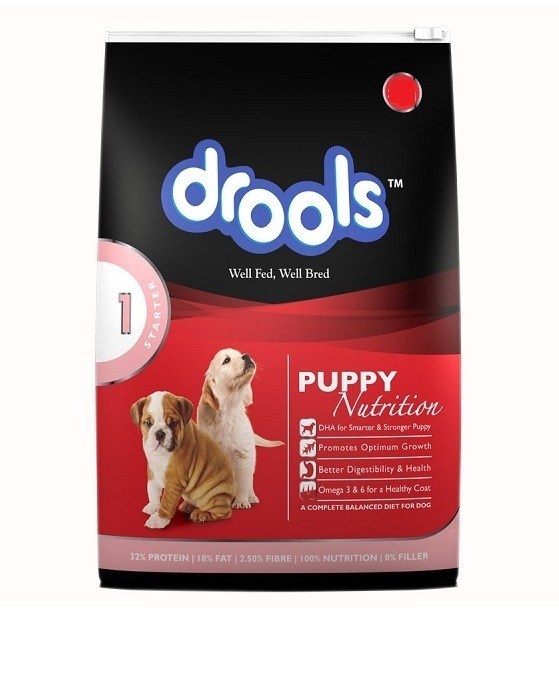 drools™
Well Fed, Well Bred
1
STARTER
PUPPY
Nutrition
DHA for Smarter & Stronger Puppy
Promotes Optimum Growth
Better Digestibility & Health
Omega 3 & 6 for a Healthy Coat
A COMPLETE BALANCED DIET FOR DOG
32% PROTEIN | 18% FAT | 2.50% FIBRE | 100% NUTRITION | 0% FILLER